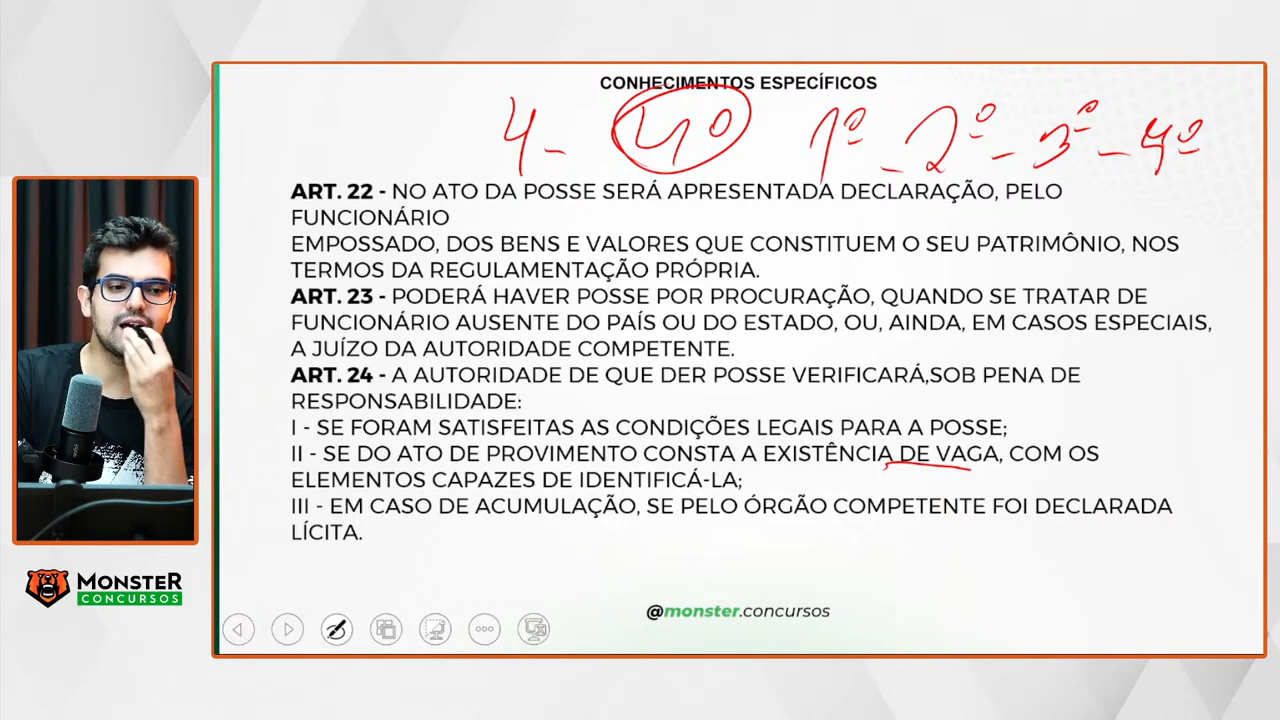 CONHECIMENTOS ESPECÍFICOS
4 - 4º 1º - 2º - 3º - 4º
ART. 22 - NO ATO DA POSSE SERÁ APRESENTADA DECLARAÇÃO, PELO
FUNCIONÁRIO
EMPOSSADO, DOS BENS E VALORES QUE CONSTITUEM O SEU PATRIMÔNIO, NOS
TERMOS DA REGULAMENTAÇÃO PRÓPRIA.
ART. 23 - PODERÁ HAVER POSSE POR PROCURAÇÃO, QUANDO SE TRATAR DE
FUNCIONÁRIO AUSENTE DO PAÍS OU DO ESTADO, OU, AINDA, EM CASOS ESPECIAIS,
A JUÍZO DA AUTORIDADE COMPETENTE.
ART. 24 - A AUTORIDADE DE QUE DER POSSE VERIFICARÁ,SOB PENA DE
RESPONSABILIDADE:
I - SE FORAM SATISFEITAS AS CONDIÇÕES LEGAIS PARA A POSSE;
II - SE DO ATO DE PROVIMENTO CONSTA A EXISTÊNCIA DE VAGA, COM OS
ELEMENTOS CAPAZES DE IDENTIFICÁ-LA;
III - EM CASO DE ACUMULAÇÃO, SE PELO ÓRGÃO COMPETENTE FOI DECLARADA
LÍCITA.
MONSTER
CONCURSOS
@monster.concursos